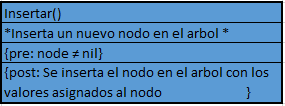 Insertar()
*Inserta un nuevo nodo en el arbol *
{pre: node ≠ nil}
{post: Se inserta el nodo en el arbol con los
valores asignados al nodo }